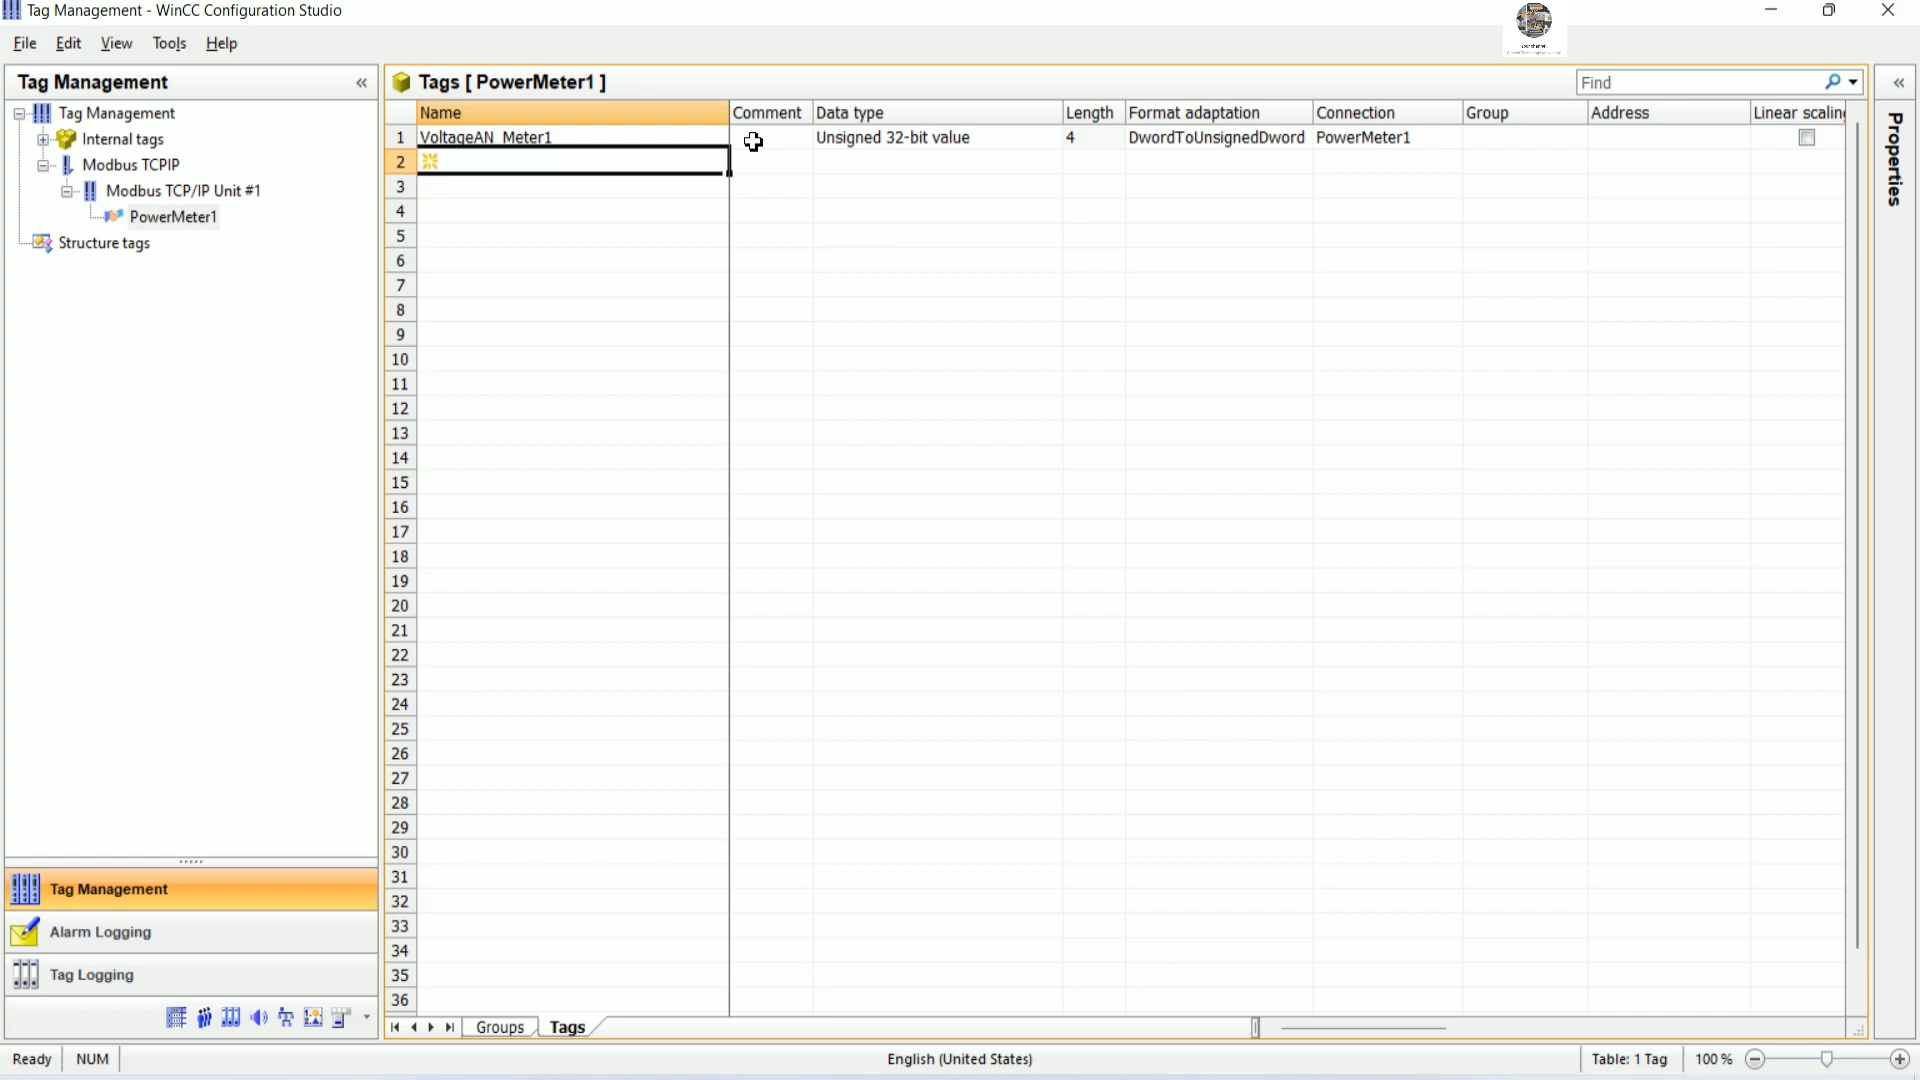 Tag Management - WinCC Configuration Studio
File Edit View Tools Help
Tag Management «
Tags [ PowerMeter1 ] Find «
Tag Management
Internal tags
Modbus TCPIP
Modbus TCP/IP Unit #1
PowerMeter1
Structure tags
Name Comment Data type Length Format adaptation Connection Group Address Linear scaling
1 VoltageAN_Meter1 Unsigned 32-bit value 4 DwordToUnsignedDword PowerMeter1
2
3
4
5
6
7
8
9
10
11
12
13
14
15
16
17
18
19
20
21
22
23
24
25
26
27
28
29
30
31
32
33
34
35
36
Properties
Tag Management
Alarm Logging
Tag Logging
Groups Tags
Ready NUM English (United States) Table: 1 Tag 100 %